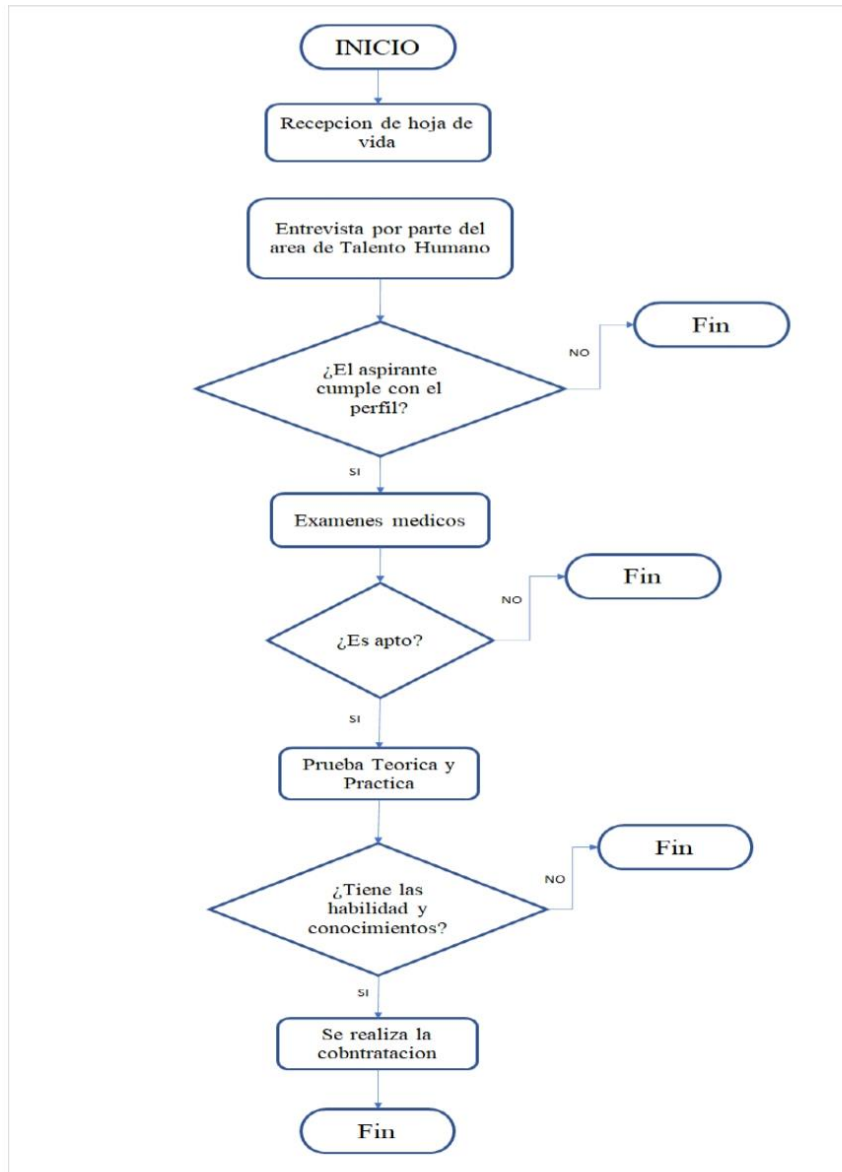 INICIO
Recepcion de hoja de
vida
Entrevista por parte del
area de Talento Humano
Fin
NO
¿El aspirante
cumple con el
perfil?
SI
Examenes medicos
Fin
NO
¿Es apto?
SI
Prueba Teorica y
Practica
Fin
NO
¿Tiene las
habilidad y
conocimientos?
SI
Se realiza la
cobntratacion
Fin